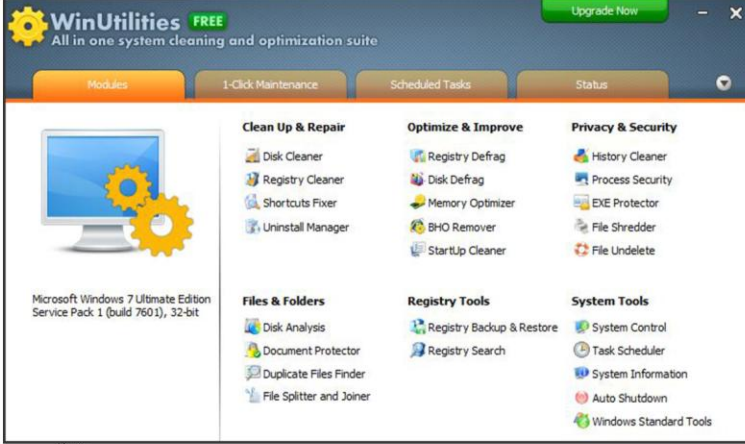 WinUtilities FREE
All in one system cleaning and optimization suite
Upgrade Now
Modules
1-Click Maintenance
Scheduled Tasks
Status
Microsoft Windows 7 Ultimate Edition
Service Pack 1 (build 7601), 32-bit
Clean Up & Repair
Disk Cleaner
Registry Cleaner
Shortcuts Fixer
Uninstall Manager
Optimize & Improve
Registry Defrag
Disk Defrag
Memory Optimizer
BHO Remover
StartUp Cleaner
Privacy & Security
History Cleaner
Process Security
EXE Protector
File Shredder
File Undelete
Files & Folders
Disk Analysis
Document Protector
Duplicate Files Finder
File Splitter and Joiner
Registry Tools
Registry Backup & Restore
Registry Search
System Tools
System Control
Task Scheduler
System Information
Auto Shutdown
Windows Standard Tools